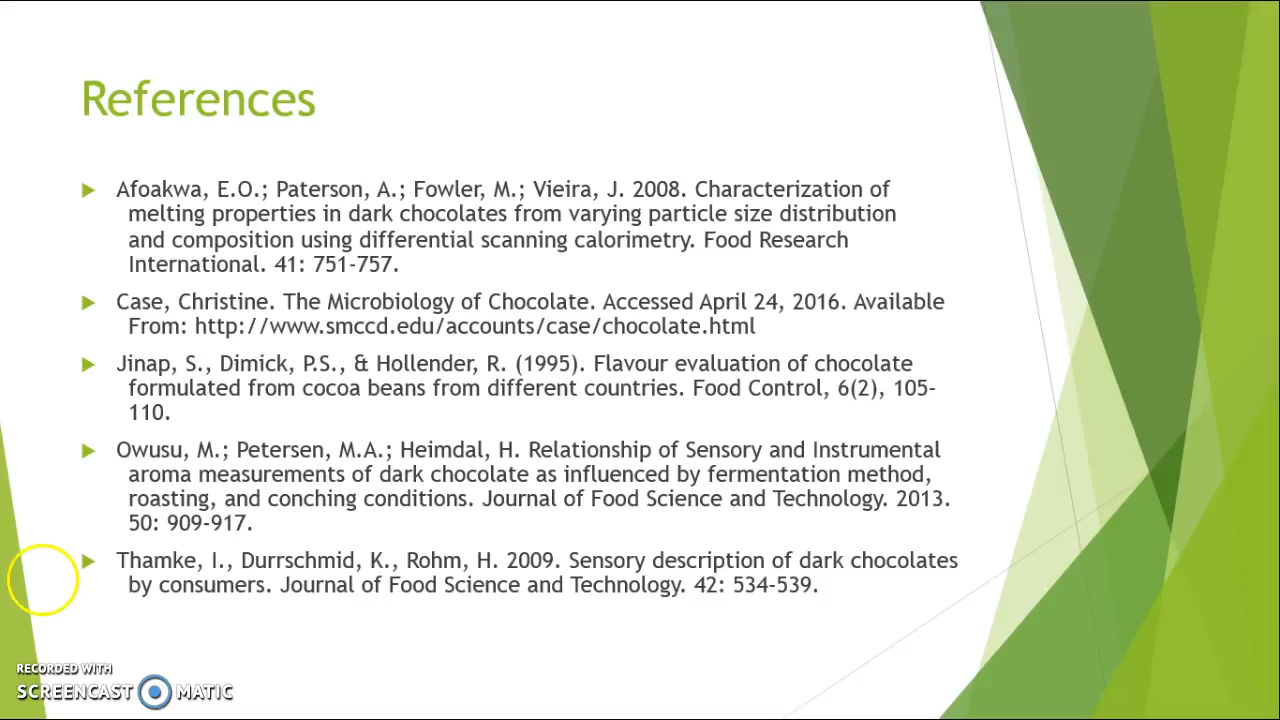 References
Afoakwa, E.O.; Paterson, A.; Fowler, M.; Vieira, J. 2008. Characterization of
melting properties in dark chocolates from varying particle size distribution
and composition using differential scanning calorimetry. Food Research
International. 41: 751-757.
Case, Christine. The Microbiology of Chocolate. Accessed April 24, 2016. Available
From: http://www.smccd.edu/accounts/case/chocolate.html
Jinap, S., Dimick, P.S., & Hollender, R. (1995). Flavour evaluation of chocolate
formulated from cocoa beans from different countries. Food Control, 6(2), 105-
110.
Owusu, M.; Petersen, M.A.; Heimdal, H. Relationship of Sensory and Instrumental
aroma measurements of dark chocolate as influenced by fermentation method,
roasting, and conching conditions. Journal of Food Science and Technology. 2013.
50: 909-917.
Thamke, I., Durrschmid, K., Rohm, H. 2009. Sensory description of dark chocolates
by consumers. Journal of Food Science and Technology. 42: 534-539.
RECORDED WITH
SCREENCAST MATIC